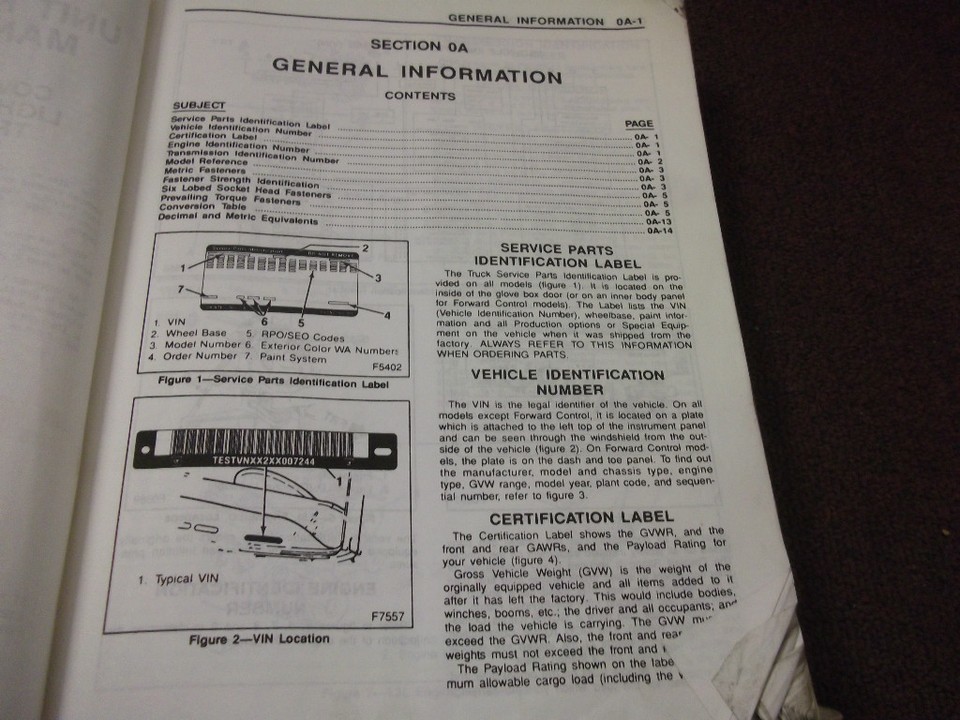 GENERAL INFORMATION 0A-1
SECTION 0A
GENERAL INFORMATION
CONTENTS
SUBJECT
PAGE
Service Parts Identification Label 0A- 1
Vehicle Identification Number 0A- 1
Certification Label 0A- 1
Engine Identification Number 0A- 2
Transmission Identification Number 0A- 3
Model Reference 0A- 3
Metric Fasteners 0A- 3
Fastener Strength Identification 0A- 5
Six Lobed Socket Head Fasteners 0A- 5
Prevailing Torque Fasteners 0A- 5
Conversion Table 0A-13
Decimal and Metric Equivalents 0A-14
1
2
3
7
6
5
4
1. VIN
2. Wheel Base 5. RPO/SEO Codes
3. Model Number 6. Exterior Color WA Numbers
4. Order Number 7. Paint System
F5402
Figure 1—Service Parts Identification Label
TESTVNXX2XX007244
1
1. Typical VIN
F7557
Figure 2—VIN Location
SERVICE PARTS
IDENTIFICATION LABEL
The Truck Service Parts Identification Label is pro-
vided on all models (figure 1). It is located on the
inside of the glove box door (or on an inner body panel
for Forward Control models). The Label lists the VIN
(Vehicle Identification Number), wheelbase, paint infor-
mation and all Production options or Special Equip-
ment on the vehicle when it was shipped from the
factory. ALWAYS REFER TO THIS INFORMATION
WHEN ORDERING PARTS.
VEHICLE IDENTIFICATION
NUMBER
The VIN is the legal identifier of the vehicle. On all
models except Forward Control, it is located on a plate
which is attached to the left top of the instrument panel
and can be seen through the windshield from the out-
side of the vehicle (figure 2). On Forward Control mod-
els, the plate is on the dash and toe panel. To find out
the manufacturer, model and chassis type, engine
type, GVW range, model year, plant code, and sequen-
tial number, refer to figure 3.
CERTIFICATION LABEL
The Certification Label shows the GVWR, and the
front and rear GAWRs, and the Payload Rating for
your vehicle (figure 4).
Gross Vehicle Weight (GVW) is the weight of the
orginally equipped vehicle and all items added to it
after it has left the factory. This would include bodies,
winches, booms, etc.; the driver and all occupants; and
the load the vehicle is carrying. The GVW
exceed the GVWR. Also, the front and rear
weights must not exceed the front and
The Payload Rating shown on the
mum allowable cargo load (including the